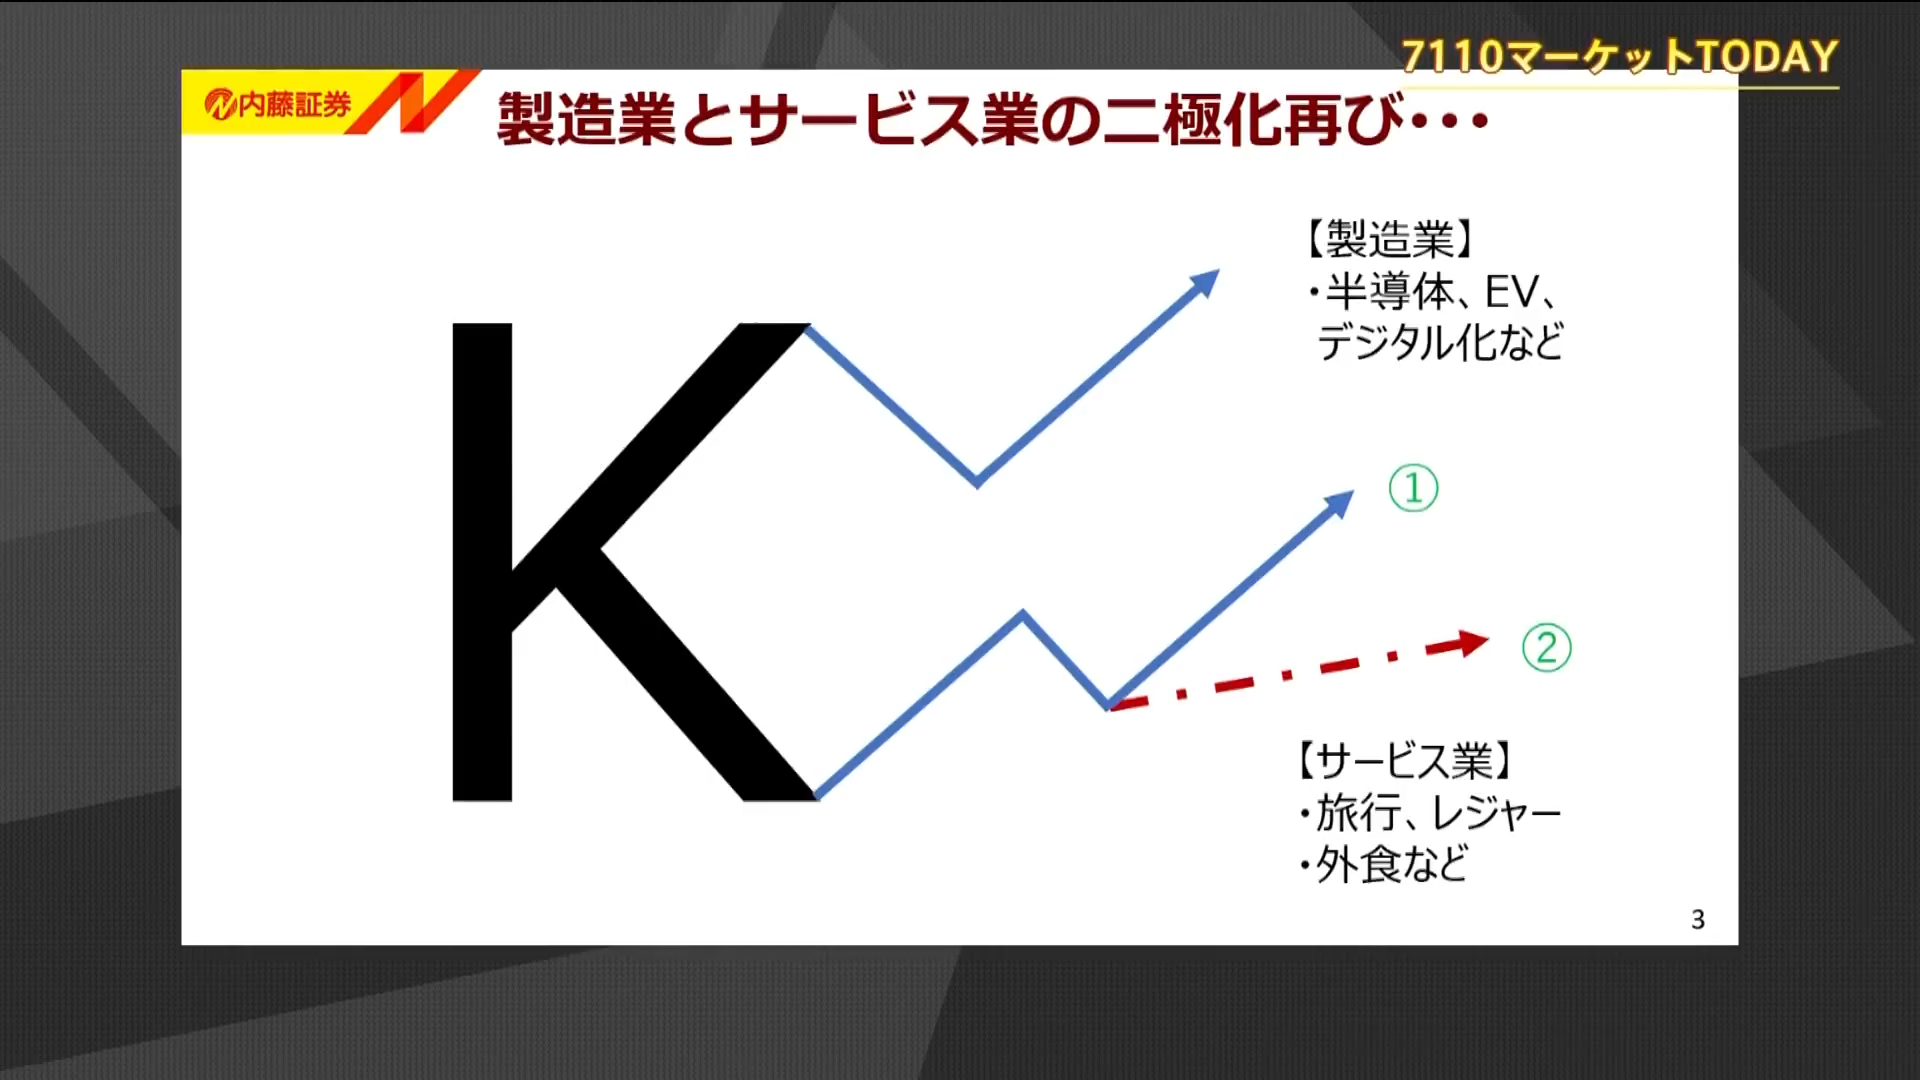 7110マーケットTODAY
内藤証券
製造業とサービス業の二極化再び・・・
【製造業】
・半導体、EV、
デジタル化など
K
①
②
【サービス業】
・旅行、レジャー
・外食など
3